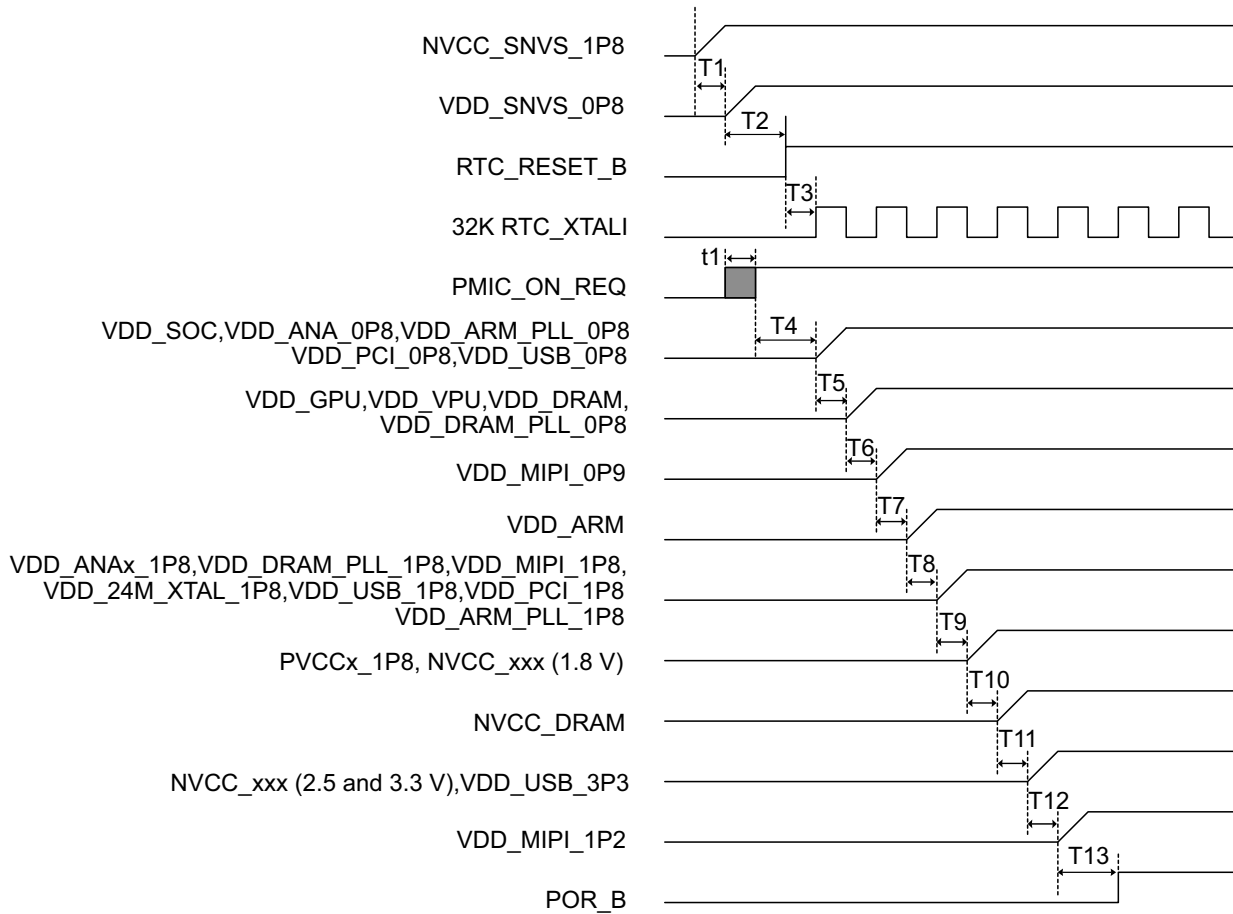 NVCC_SNVS_1P8
T1
VDD_SNVS_0P8
T2
RTC_RESET_B
T3
32K RTC_XTALI
t1
PMIC_ON_REQ
T4
VDD_SOC,VDD_ANA_0P8,VDD_ARM_PLL_0P8
VDD_PCI_0P8,VDD_USB_0P8
T5
VDD_GPU,VDD_VPU,VDD_DRAM,
VDD_DRAM_PLL_0P8
T6
VDD_MIPI_0P9
T7
VDD_ARM
T8
VDD_ANAx_1P8,VDD_DRAM_PLL_1P8,VDD_MIPI_1P8,
VDD_24M_XTAL_1P8,VDD_USB_1P8,VDD_PCI_1P8
VDD_ARM_PLL_1P8
T9
PVCCx_1P8, NVCC_xxx (1.8 V)
T10
NVCC_DRAM
T11
NVCC_xxx (2.5 and 3.3 V),VDD_USB_3P3
T12
VDD_MIPI_1P2
T13
POR_B